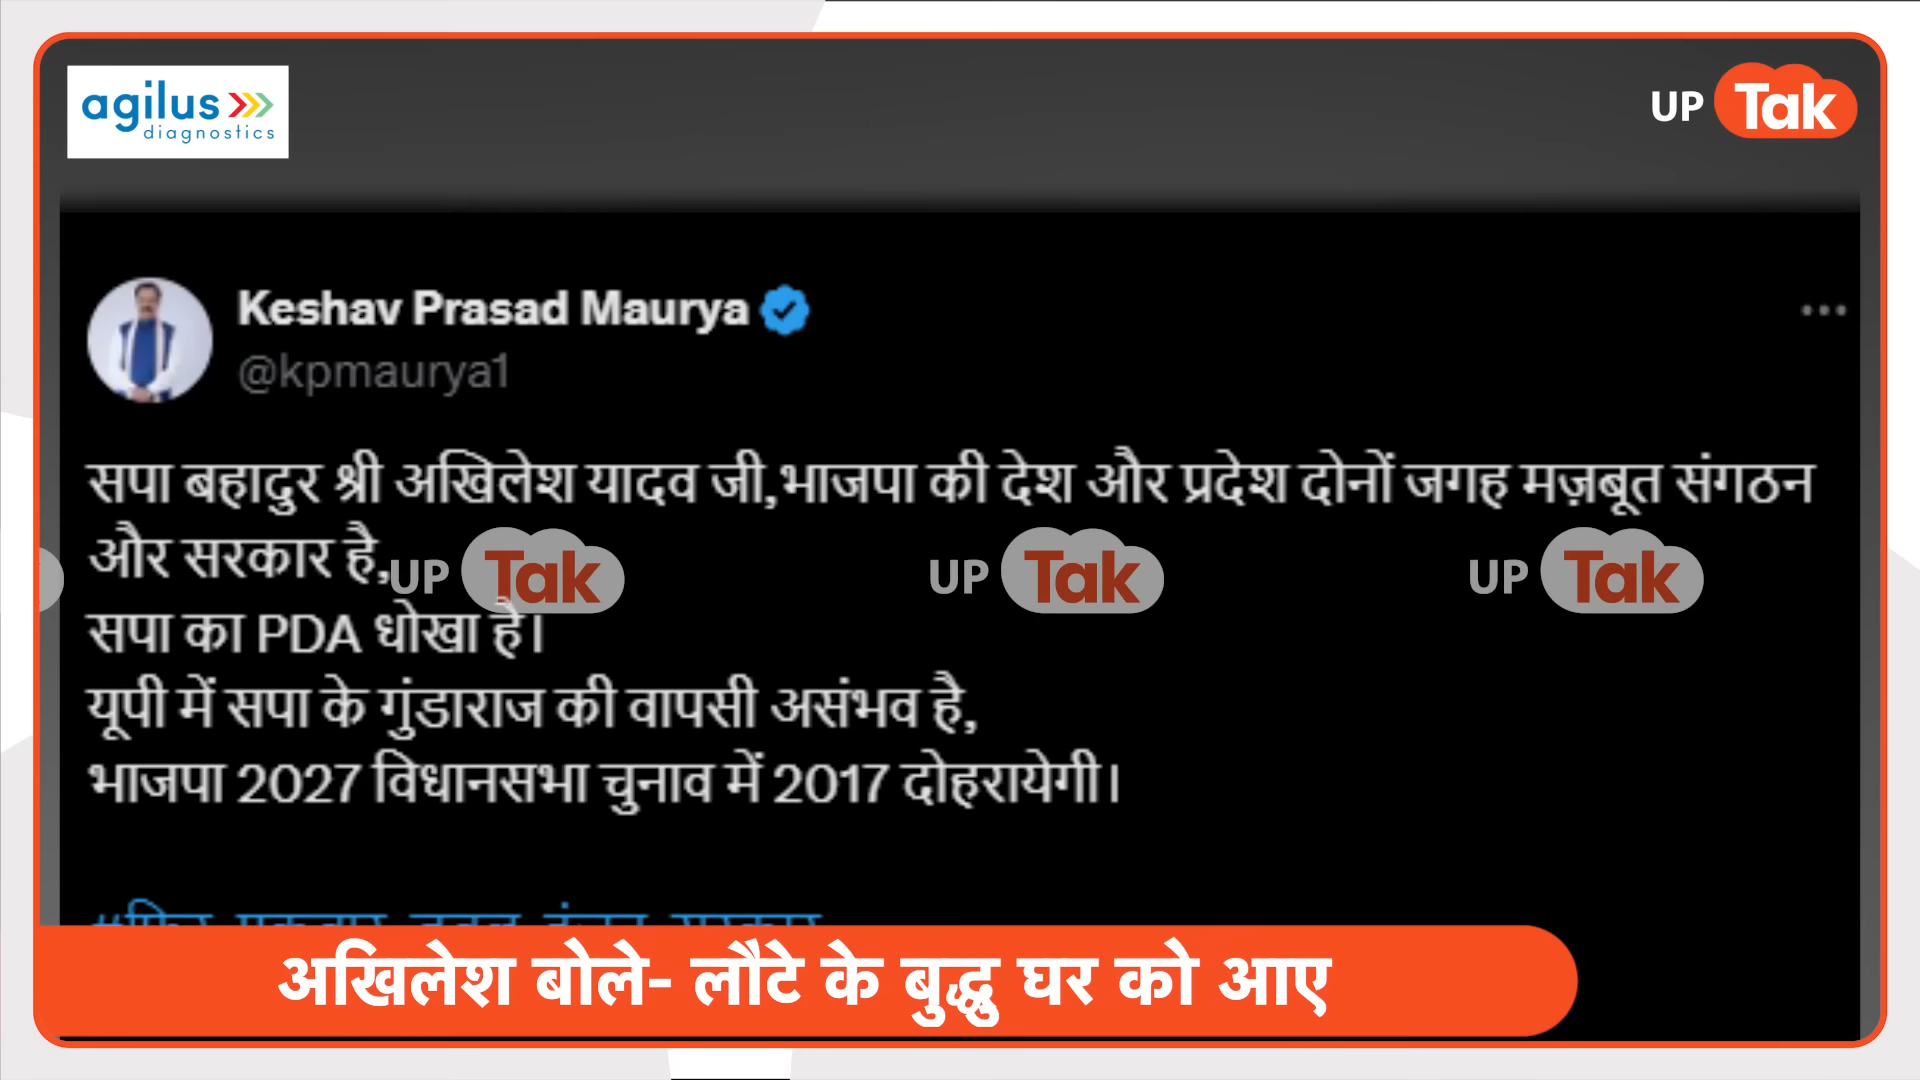 agilus
diagnostics
UP Tak
Keshav Prasad Maurya
@kpmaurya1
सपा बहादुर श्री अखिलेश यादव जी,भाजपा की देश और प्रदेश दोनों जगह मज़बूत संगठन
और सरकार है,
UP Tak
UP Tak
UP Tak
सपा का PDA धोखा है।
यूपी में सपा के गुंडाराज की वापसी असंभव है,
भाजपा 2027 विधानसभा चुनाव में 2017 दोहरायेगी।
अखिलेश बोले- लौटे के बुद्धु घर को आए